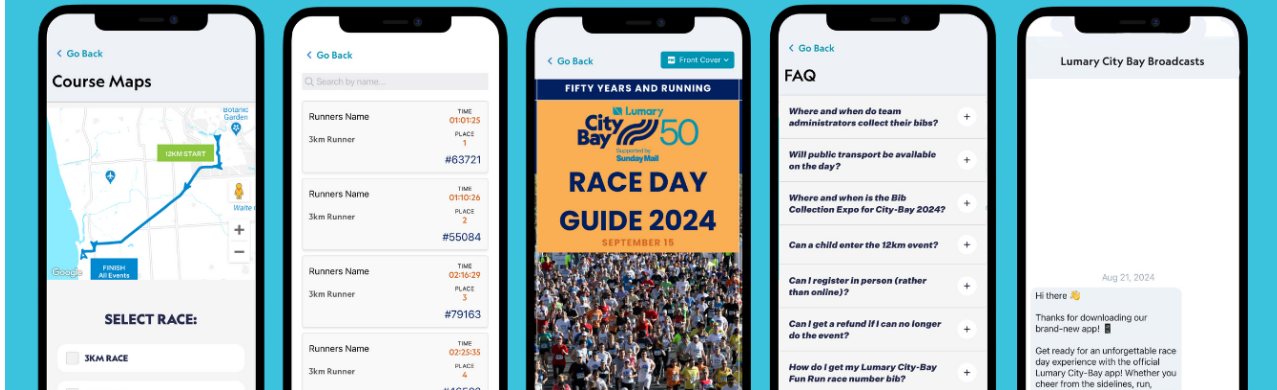 Go Back
Course Maps
Botanic
Garden
12KM START
Waite
FINISH
All Events
Google
SELECT RACE:
3KM RACE
Go Back
Search by name...
Runners Name
TIME
01:01:25
3km Runner
PLACE
1
#63721
Runners Name
TIME
01:10:26
3km Runner
PLACE
2
#55084
Runners Name
TIME
02:16:29
3km Runner
PLACE
3
#79163
Runners Name
TIME
02:25:35
3km Runner
PLACE
4
Go Back
Front Cover
FIFTY YEARS AND RUNNING
Lumary
City
Bay 50
Supported by
Sunday Mail
RACE DAY
GUIDE 2024
SEPTEMBER 15
Go Back
FAQ
Where and when do team
administrators collect their bibs?
+
Will public transport be available
on the day?
+
Where and when is the Bib
Collection Expo for City-Bay 2024?
+
Can a child enter the 12km event?
+
Can I register in person (rather
than online)?
+
Can I get a refund if I can no longer
do the event?
+
How do I get my Lumary City-Bay
Fun Run race number bib?
+
Lumary City Bay Broadcasts
Aug 21, 2024
Hi there 👋
Thanks for downloading our
brand-new app! 📱
Get ready for an unforgettable race
day experience with the official
Lumary City-Bay app! Whether you
cheer from the sidelines, run,